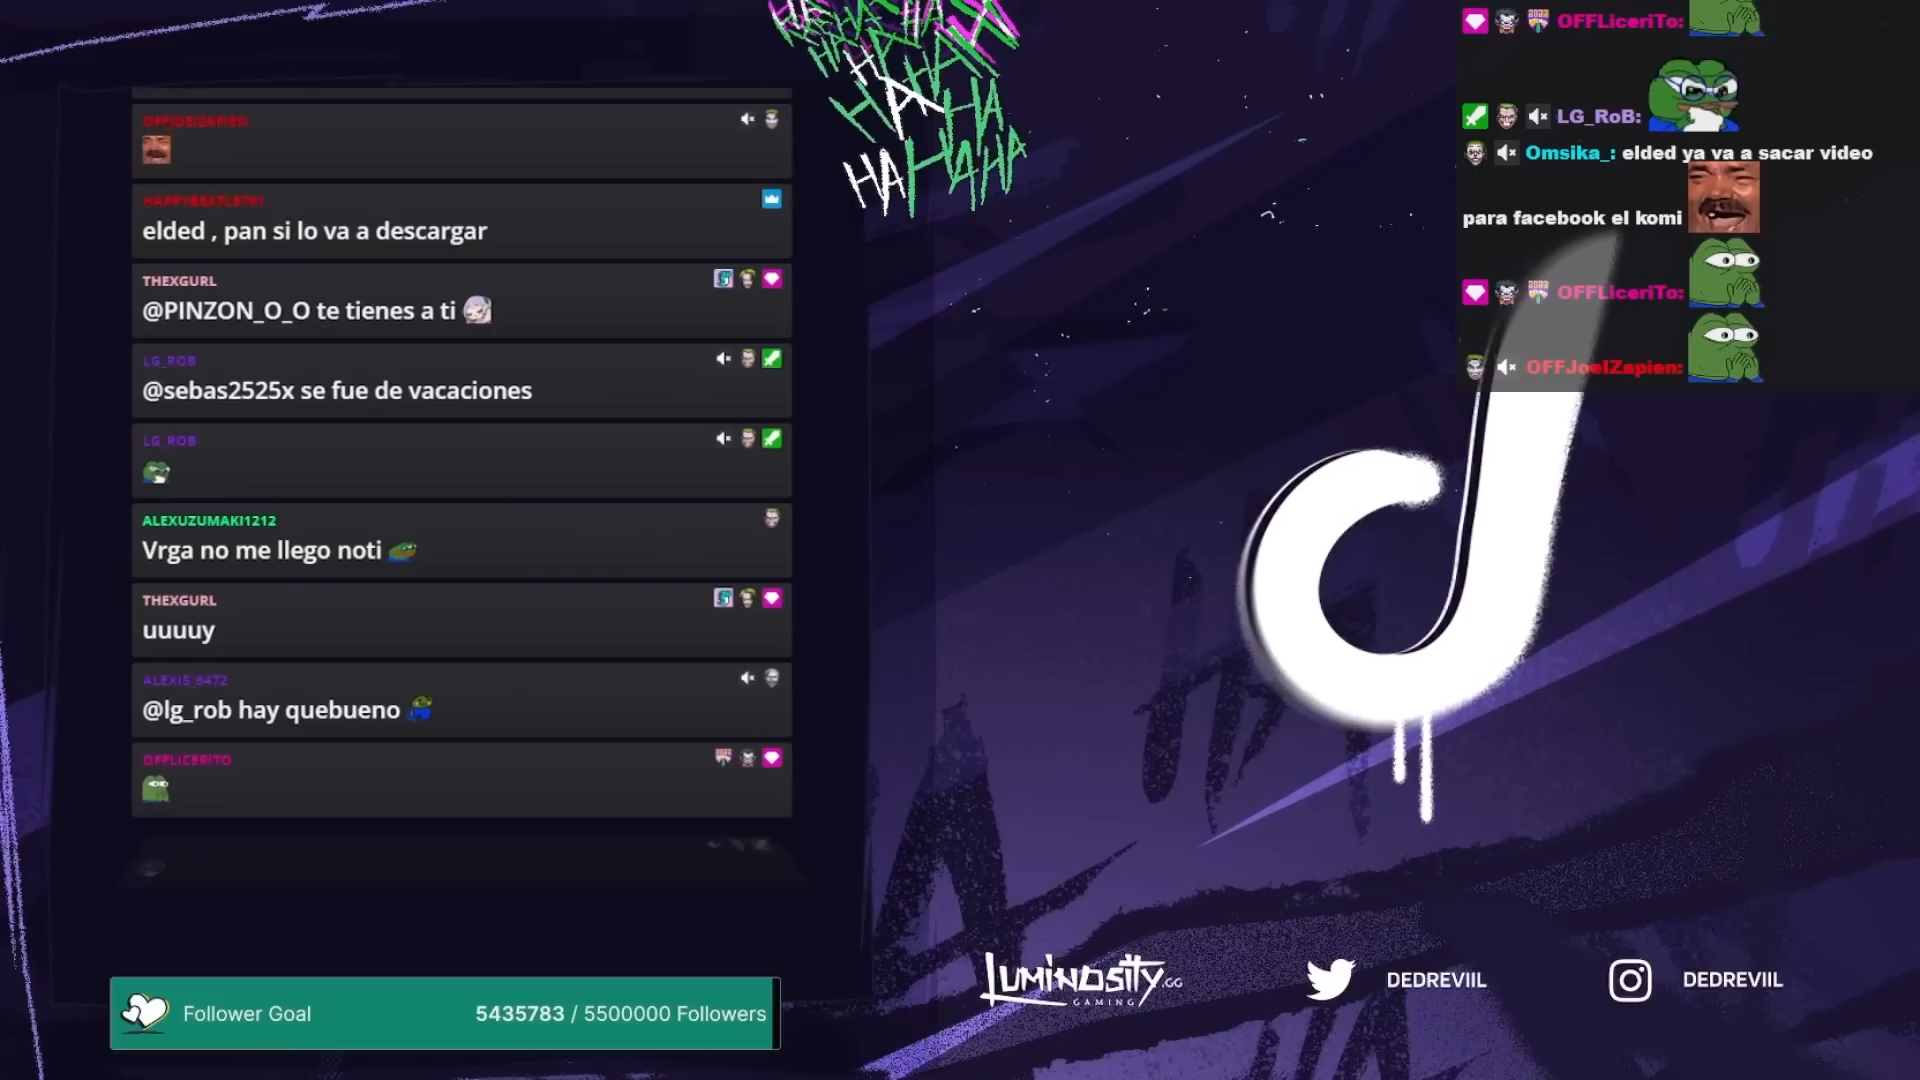 OFFJOELZAPIEN
elded , pan si lo va a descargar
THEXGURL
@PINZON_O_O te tienes a ti
LG_ROB
@sebas2525x se fue de vacaciones
LG_ROB
ALEXUZUMAKI1212
Vrga no me llego noti
THEXGURL
uuuuy
ALEXIS_6472
@lg_rob hay quebueno
OFFLICERITO
Follower Goal
5435783 / 5500000 Followers
HA
HAHA
HA
HAHAHA
OFFLiceriTo:
LG_RoB:
Omsika_: elded ya va a sacar video
para facebook el komi
OFFLiceriTo:
OFFJoelZapien:
LUMINOSITY.GG
GAMING
DEDREVIIL
DEDREVIIL